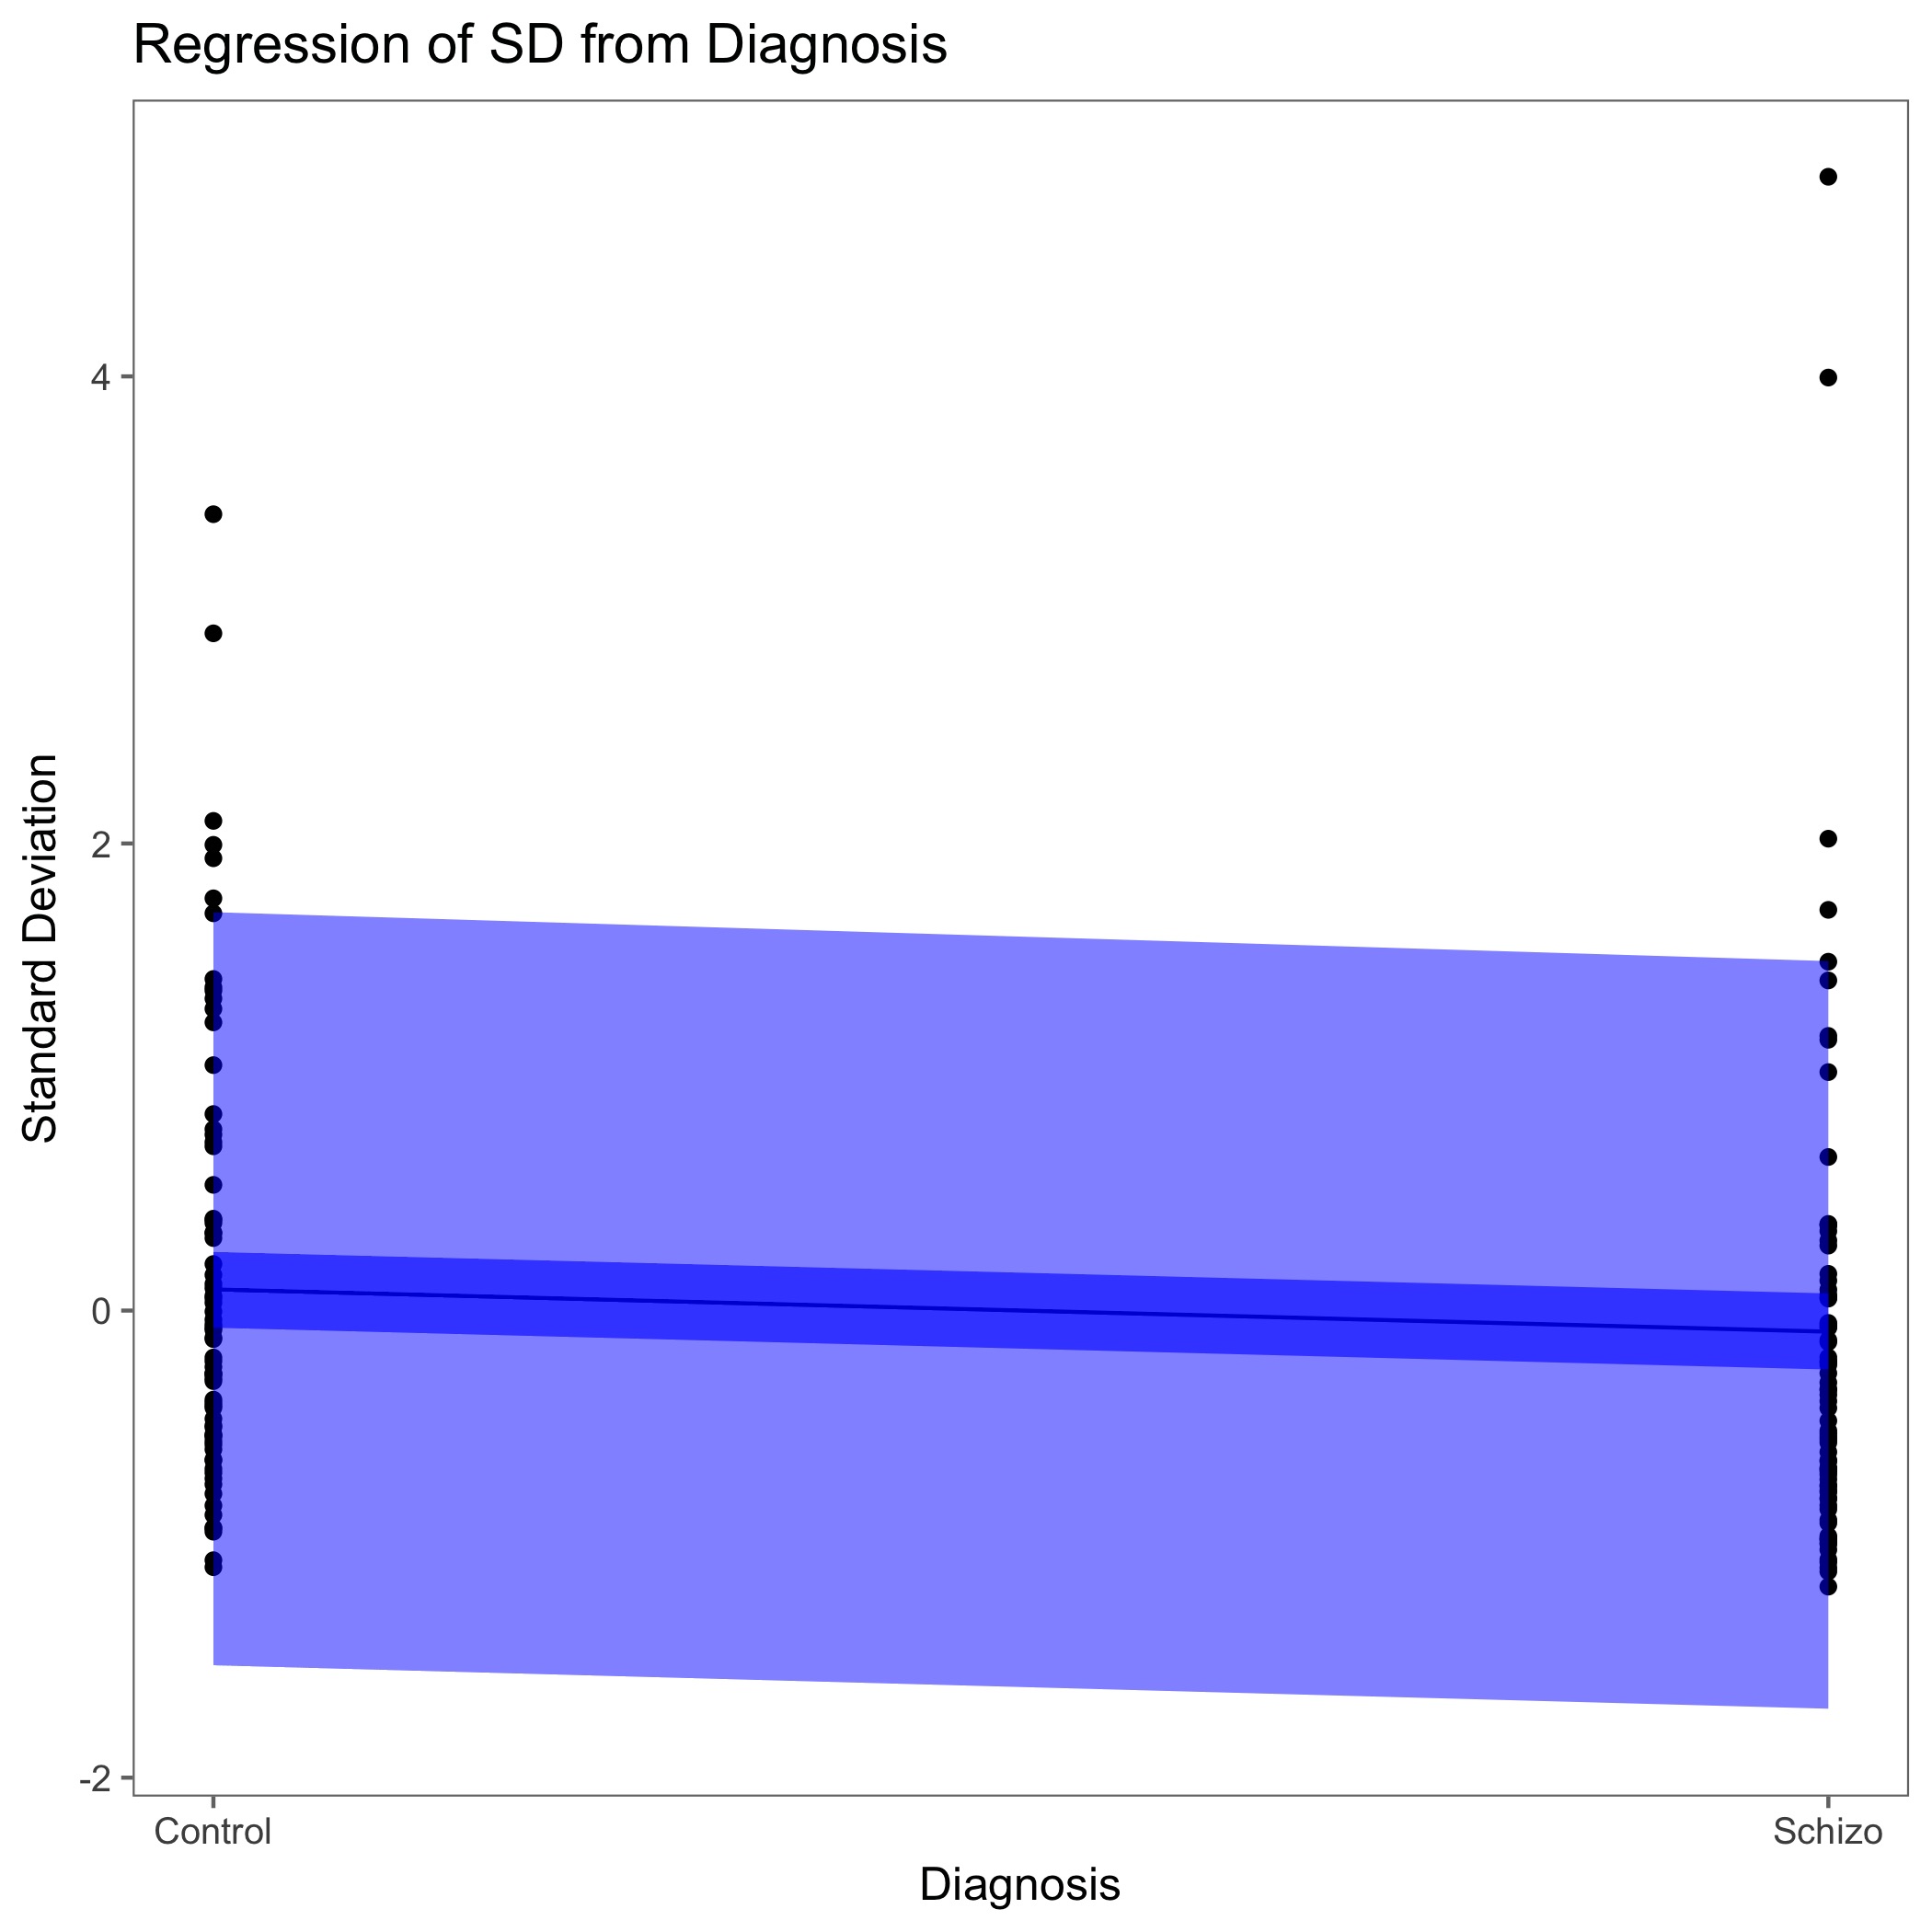 Regression of SD from Diagnosis
Standard Deviation
4
2
0
-2
Control
Schizo
Diagnosis